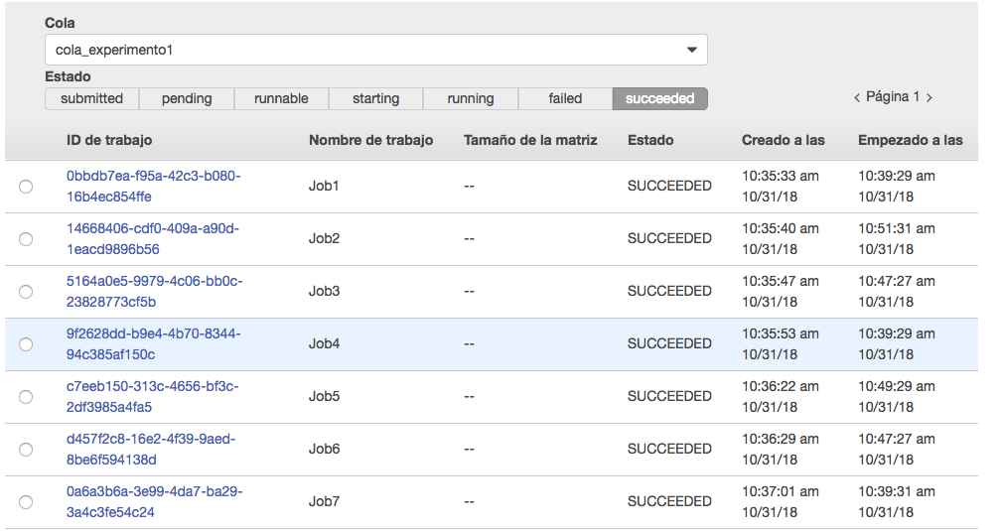 Cola
cola_experimento1
Estado
submitted pending runnable starting running failed succeeded
< Página 1 >
ID de trabajo Nombre de trabajo Tamaño de la matriz Estado Creado a las Empezado a las
0bbdb7ea-f95a-42c3-b080- 10:35:33 am 10:39:29 am
Job1 -- SUCCEEDED
16b4ec854ffe 10/31/18 10/31/18
14668406-cdf0-409a-a90d- 10:35:40 am 10:51:31 am
Job2 -- SUCCEEDED
1eacd9896b56 10/31/18 10/31/18
5164a0e5-9979-4c06-bb0c- 10:35:47 am 10:47:27 am
Job3 -- SUCCEEDED
23828773cf5b 10/31/18 10/31/18
9f2628dd-b9e4-4b70-8344- 10:35:53 am 10:39:29 am
Job4 -- SUCCEEDED
94c385af150c 10/31/18 10/31/18
c7eeb150-313c-4656-bf3c- 10:36:22 am 10:49:29 am
Job5 -- SUCCEEDED
2df3985a4fa5 10/31/18 10/31/18
d457f2c8-16e2-4f39-9aed- 10:36:29 am 10:47:27 am
Job6 -- SUCCEEDED
8be6f594138d 10/31/18 10/31/18
0a6a3b6a-3e99-4da7-ba29- 10:37:01 am 10:39:31 am
Job7 -- SUCCEEDED
3a4c3fe54c24 10/31/18 10/31/18